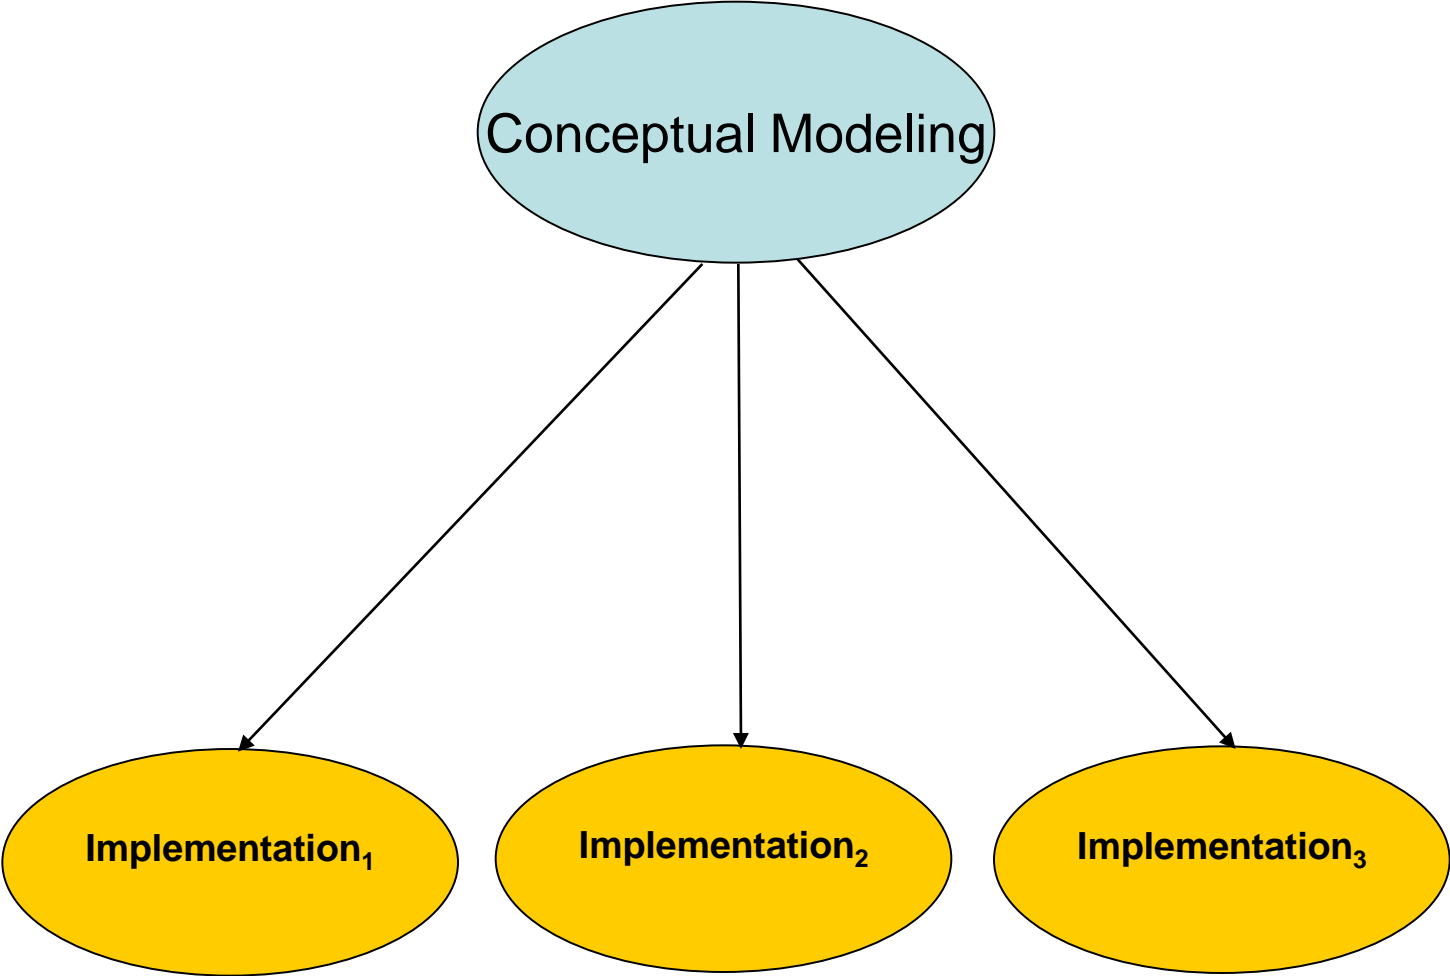 Conceptual Modeling
Implementation₁
Implementation₂
Implementation₃